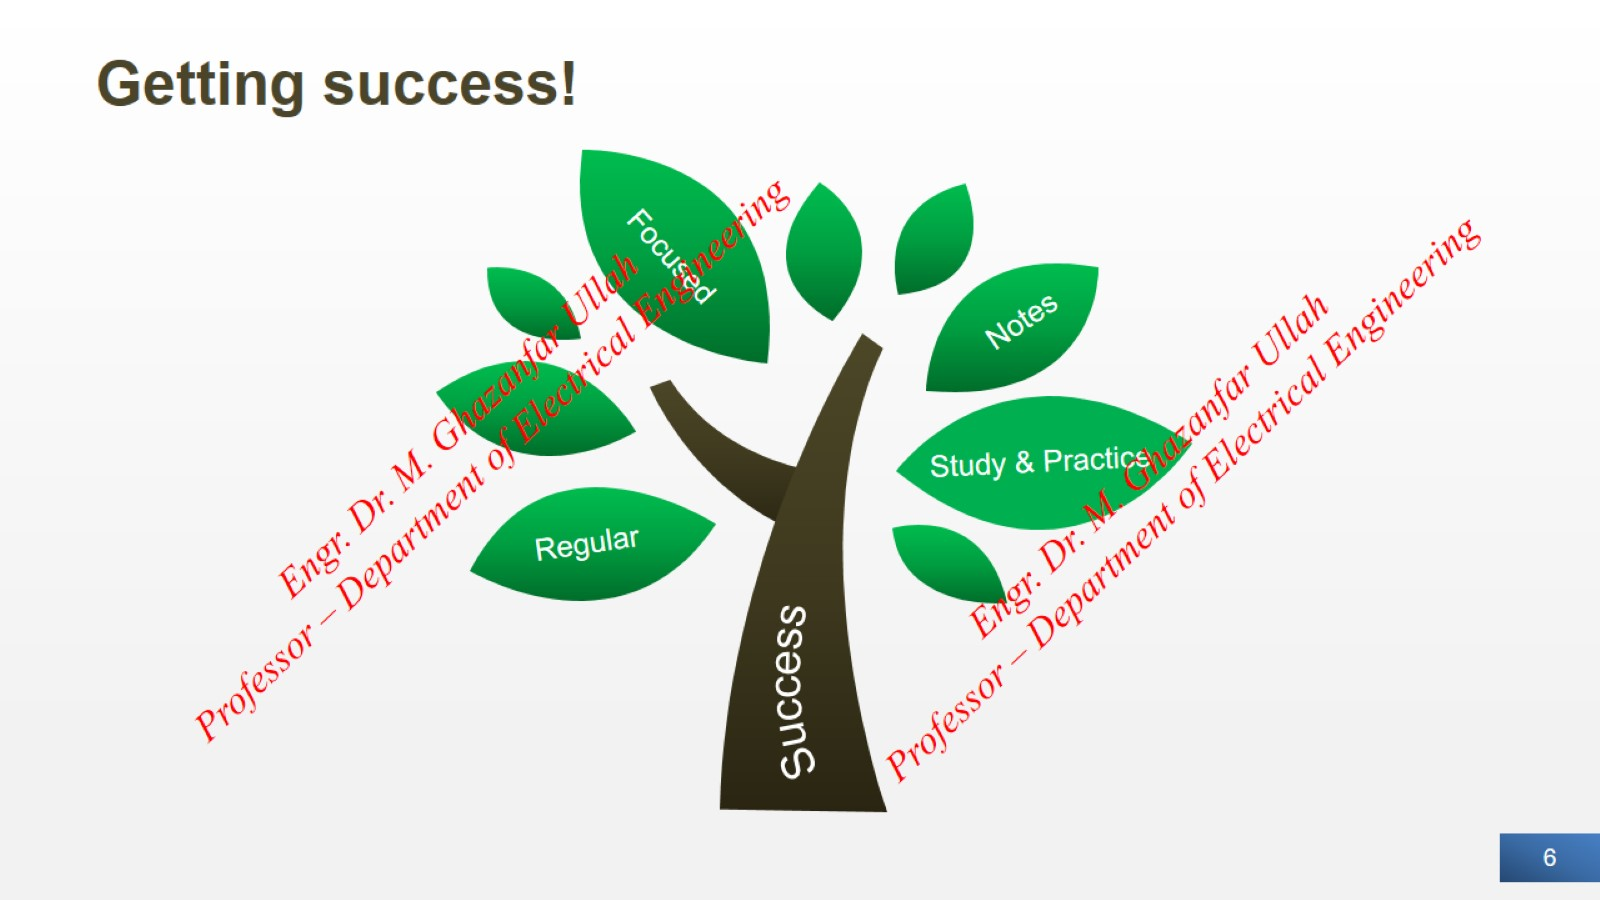 Getting success!
Focused
Notes
Study & Practice
Regular
Success
Engr. Dr. M. Ghazanfar Ullah
Professor – Department of Electrical Engineering
Engr. Dr. M. Ghazanfar Ullah
Professor – Department of Electrical Engineering
6